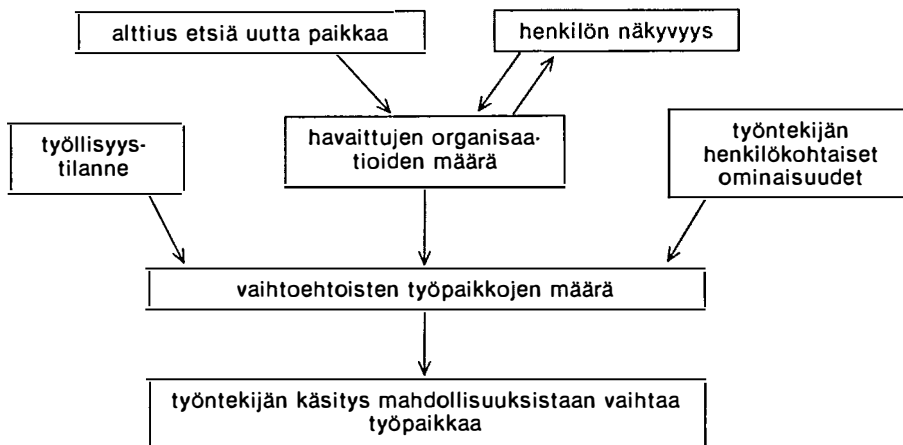 alttius etsiä uutta paikkaa
henkilön näkyvyys
työllisyys-
tilanne
havaittujen organisaa-
tioiden määrä
työntekijän
henkilökohtaiset
ominaisuudet
vaihtoehtoisten työpaikkojen määrä
työntekijän käsitys mahdollisuuksistaan vaihtaa
työpaikkaa